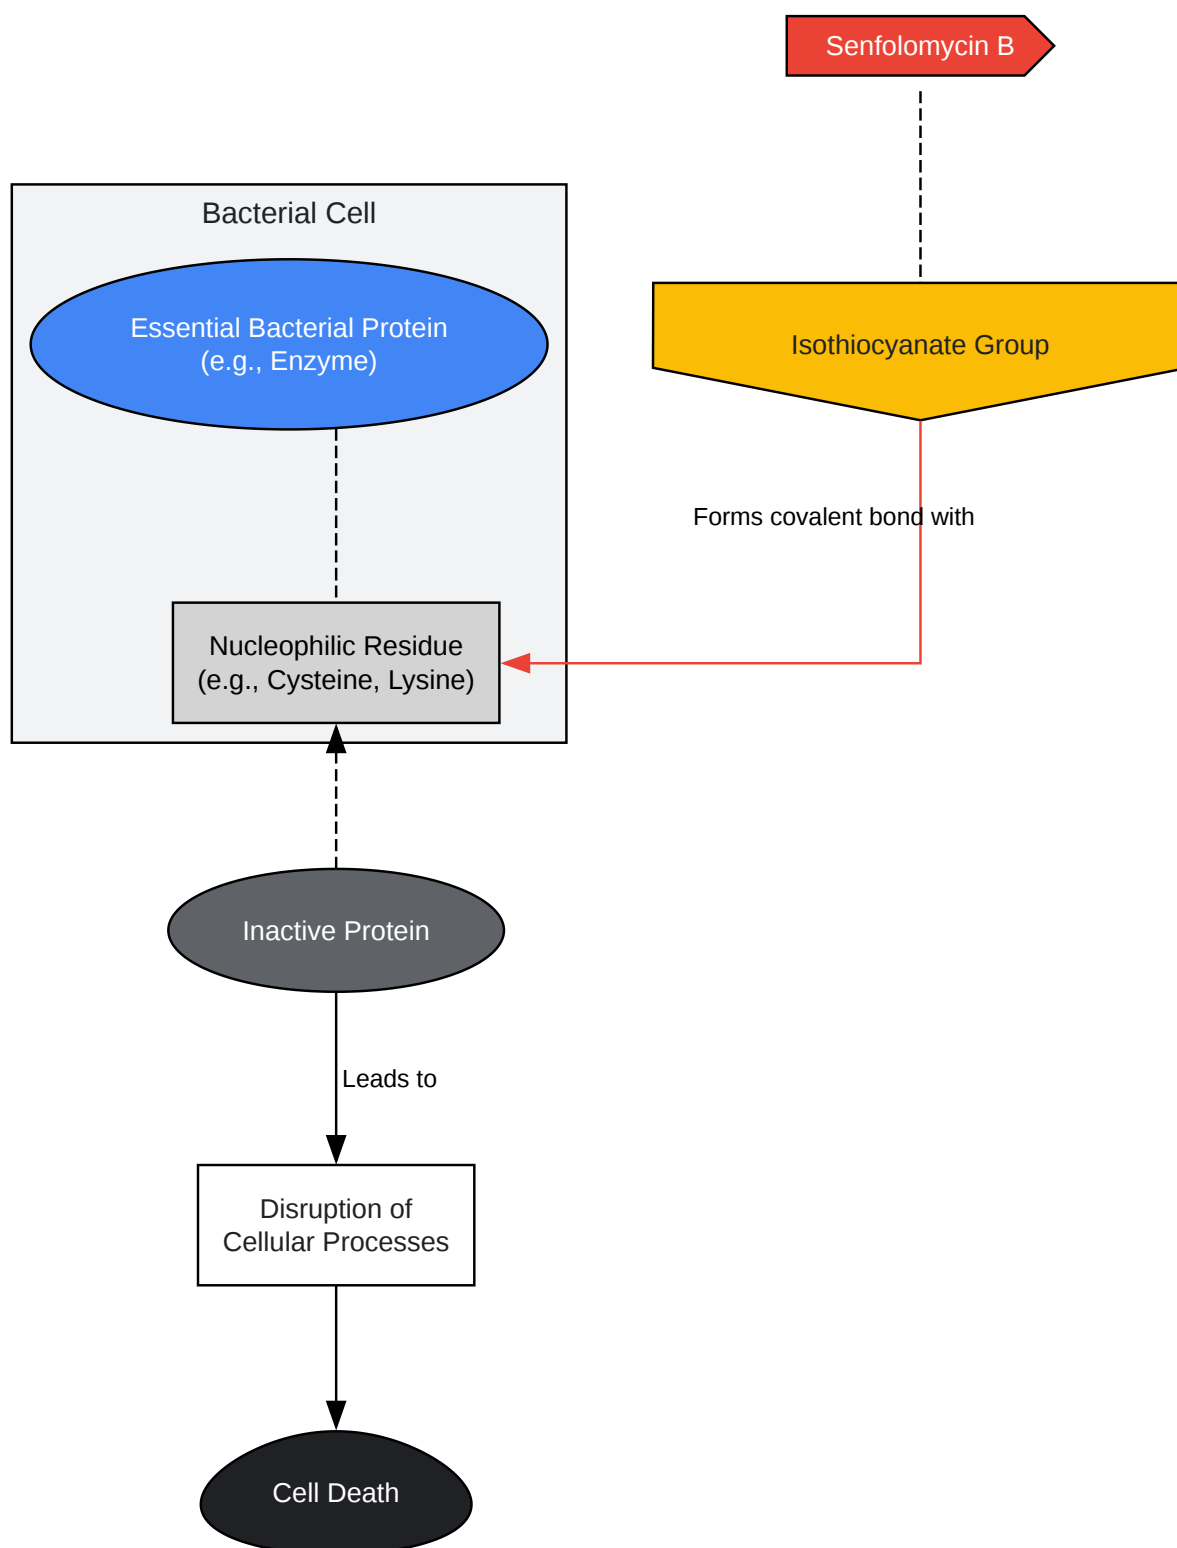 Senfolomycin B
Bacterial Cell
Essential Bacterial Protein
(e.g., Enzyme)
Isothiocyanate Group
Forms covalent bond with
Nucleophilic Residue
(e.g., Cysteine, Lysine)
Inactive Protein
Leads to
Disruption of
Cellular Processes
Cell Death